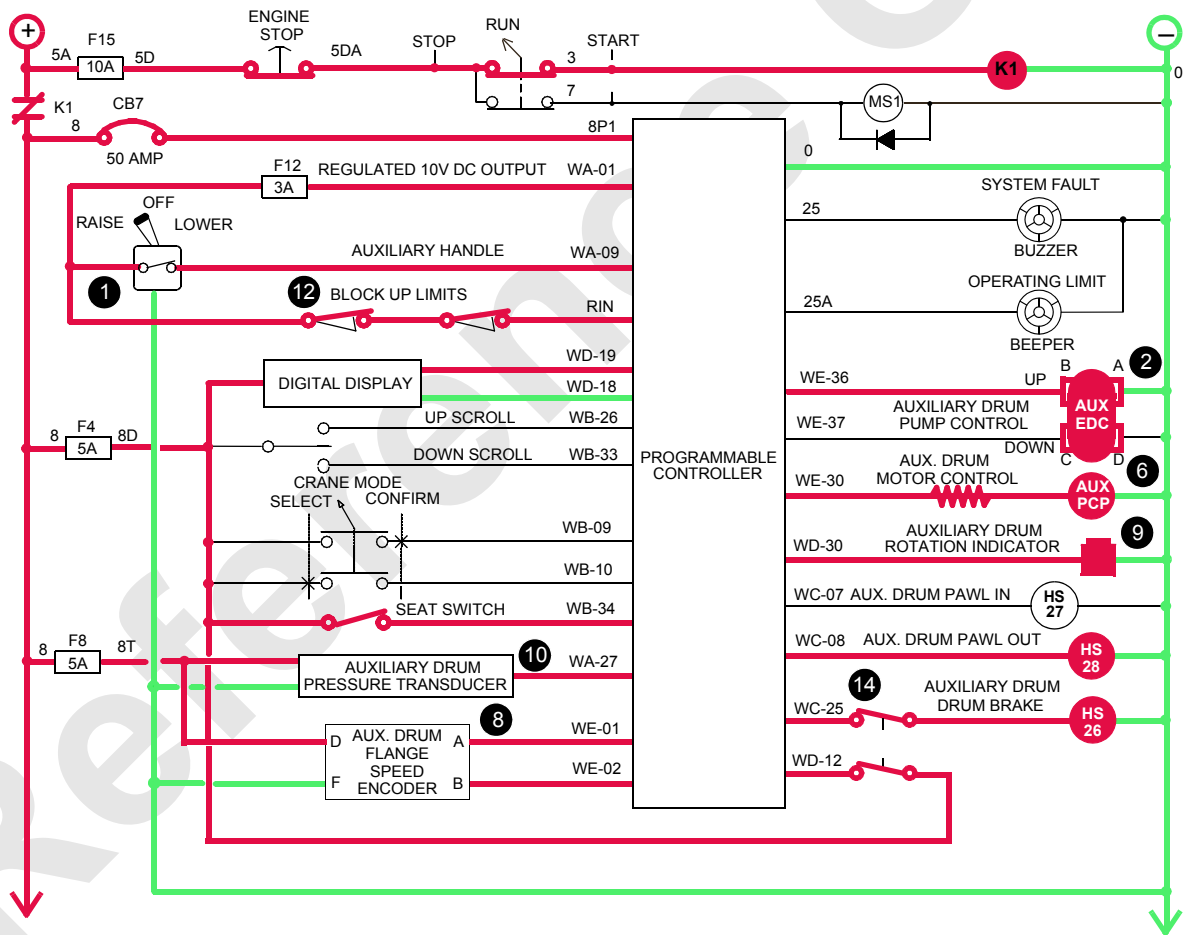 +
−
ENGINE
STOP
F15
5A 10A 5D
5DA
STOP
RUN
START
3
K1
0
7
MS1
K1
8
CB7
50 AMP
8P1
0
F12
3A
REGULATED 10V DC OUTPUT WA-01
OFF
RAISE LOWER
AUXILIARY HANDLE WA-09
1
12
BLOCK UP LIMITS RIN
25
SYSTEM FAULT
BUZZER
25A
OPERATING LIMIT
BEEPER
DIGITAL DISPLAY
WD-19
WD-18
UP SCROLL WB-26
DOWN SCROLL WB-33
8 F4 8D
5A
CRANE MODE
SELECT CONFIRM
WB-09
WB-10
SEAT SWITCH WB-34
8 F8 8T
5A
AUXILIARY DRUM
PRESSURE TRANSDUCER
10
WA-27
8
D AUX. DRUM A
FLANGE
SPEED
F ENCODER B
WE-01
WE-02
PROGRAMMABLE
CONTROLLER
WE-36
UP
B A
2
AUX
EDC
AUXILIARY DRUM
PUMP CONTROL
WE-37
DOWN
C D
AUX. DRUM
MOTOR CONTROL
WE-30
AUX
PCP
6
AUXILIARY DRUM
ROTATION INDICATOR
WD-30
9
WC-07 AUX. DRUM PAWL IN
HS
27
WC-08 AUX. DRUM PAWL OUT
HS
28
14
WC-25
AUXILIARY DRUM
DRUM BRAKE
HS
26
WD-12
Reference